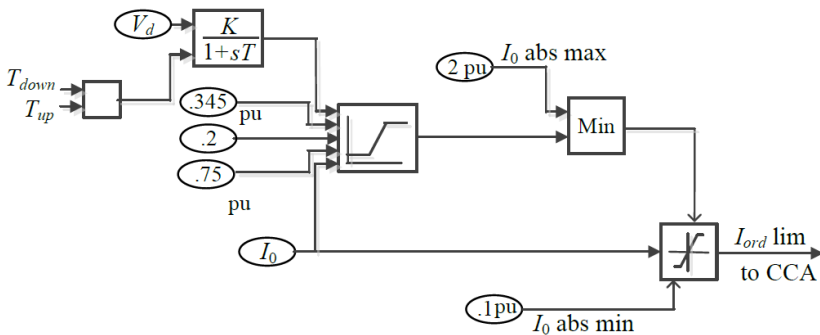 V_d
K
1+sT
T_down
T_up
.345
pu
.2
.75
pu
2 pu
I_0 abs max
Min
I_0
I_ord lim
to CCA
.1pu
I_0 abs min